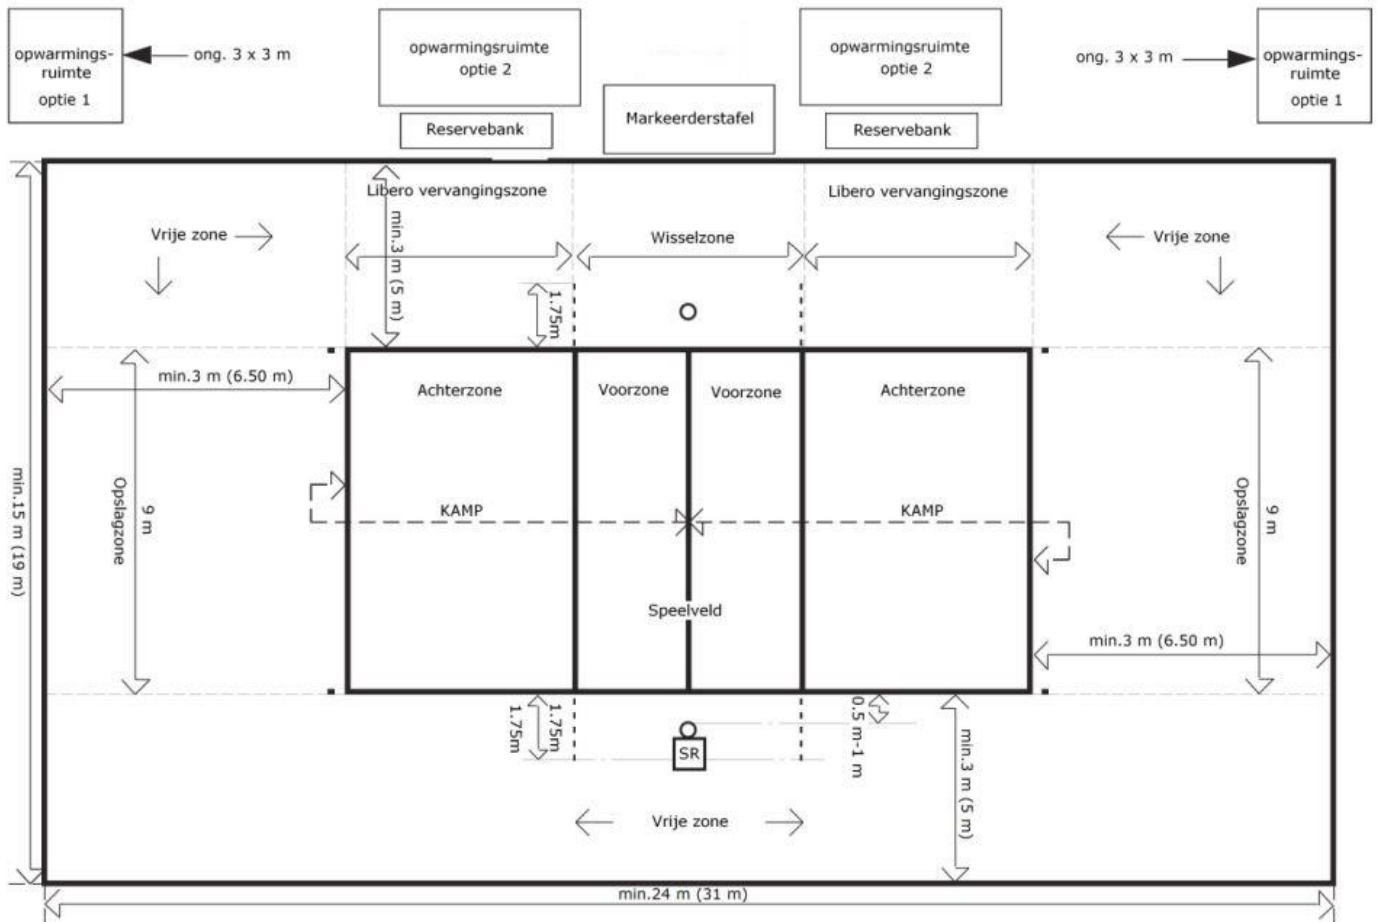 opwarmings-
ruimte
optie 1
ong. 3 x 3 m
opwarmingsruimte
optie 2
Reservebank
Markeerderstafel
opwarmingsruimte
optie 2
Reservebank
ong. 3 x 3 m
opwarmings-
ruimte
optie 1
Libero vervangingszone
Libero vervangingszone
Vrije zone
min.3 m (5 m)
Wisselzone
Vrije zone
1.75m
min.3 m (6.50 m)
Achterzone
Voorzone
Voorzone
Achterzone
min.15 m (19 m)
Opslagzone
9 m
KAMP
KAMP
Opslagzone
9 m
Speelveld
min.3 m (6.50 m)
1.75m
1.75m
SR
0.5 m-1 m
min.3 m (5 m)
Vrije zone
min.24 m (31 m)